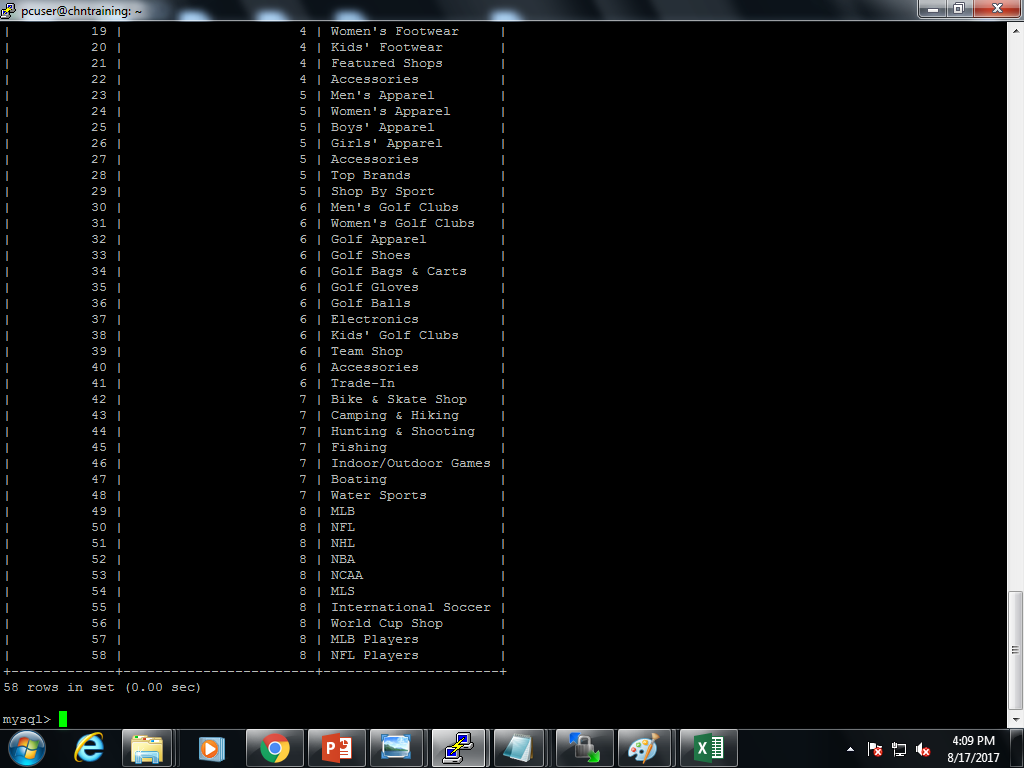 pcuser@chntraining: ~
| 19 | 4 | Women's Footwear |
| 20 | 4 | Kids' Footwear |
| 21 | 4 | Featured Shops |
| 22 | 4 | Accessories |
| 23 | 5 | Men's Apparel |
| 24 | 5 | Women's Apparel |
| 25 | 5 | Boys' Apparel |
| 26 | 5 | Girls' Apparel |
| 27 | 5 | Accessories |
| 28 | 5 | Top Brands |
| 29 | 5 | Shop By Sport |
| 30 | 6 | Men's Golf Clubs |
| 31 | 6 | Women's Golf Clubs |
| 32 | 6 | Golf Apparel |
| 33 | 6 | Golf Shoes |
| 34 | 6 | Golf Bags & Carts |
| 35 | 6 | Golf Gloves |
| 36 | 6 | Golf Balls |
| 37 | 6 | Electronics |
| 38 | 6 | Kids' Golf Clubs |
| 39 | 6 | Team Shop |
| 40 | 6 | Accessories |
| 41 | 6 | Trade-In |
| 42 | 7 | Bike & Skate Shop |
| 43 | 7 | Camping & Hiking |
| 44 | 7 | Hunting & Shooting |
| 45 | 7 | Fishing |
| 46 | 7 | Indoor/Outdoor Games |
| 47 | 7 | Boating |
| 48 | 7 | Water Sports |
| 49 | 8 | MLB |
| 50 | 8 | NFL |
| 51 | 8 | NHL |
| 52 | 8 | NBA |
| 53 | 8 | NCAA |
| 54 | 8 | MLS |
| 55 | 8 | International Soccer |
| 56 | 8 | World Cup Shop |
| 57 | 8 | MLB Players |
| 58 | 8 | NFL Players |
+-------------+------------------------+----------------------+
58 rows in set (0.00 sec)
mysql>
4:09 PM
8/17/2017